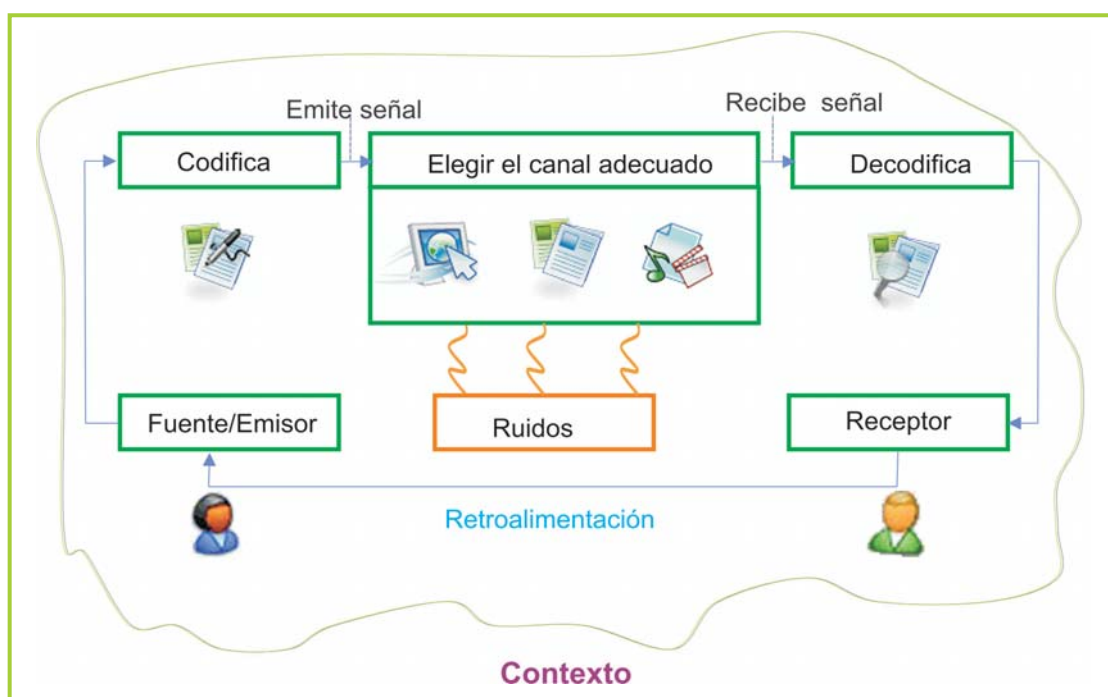 Emite señal
Recibe señal
Codifica
Elegir el canal adecuado
Decodifica
Fuente/Emisor
Ruidos
Receptor
Retroalimentación
Contexto